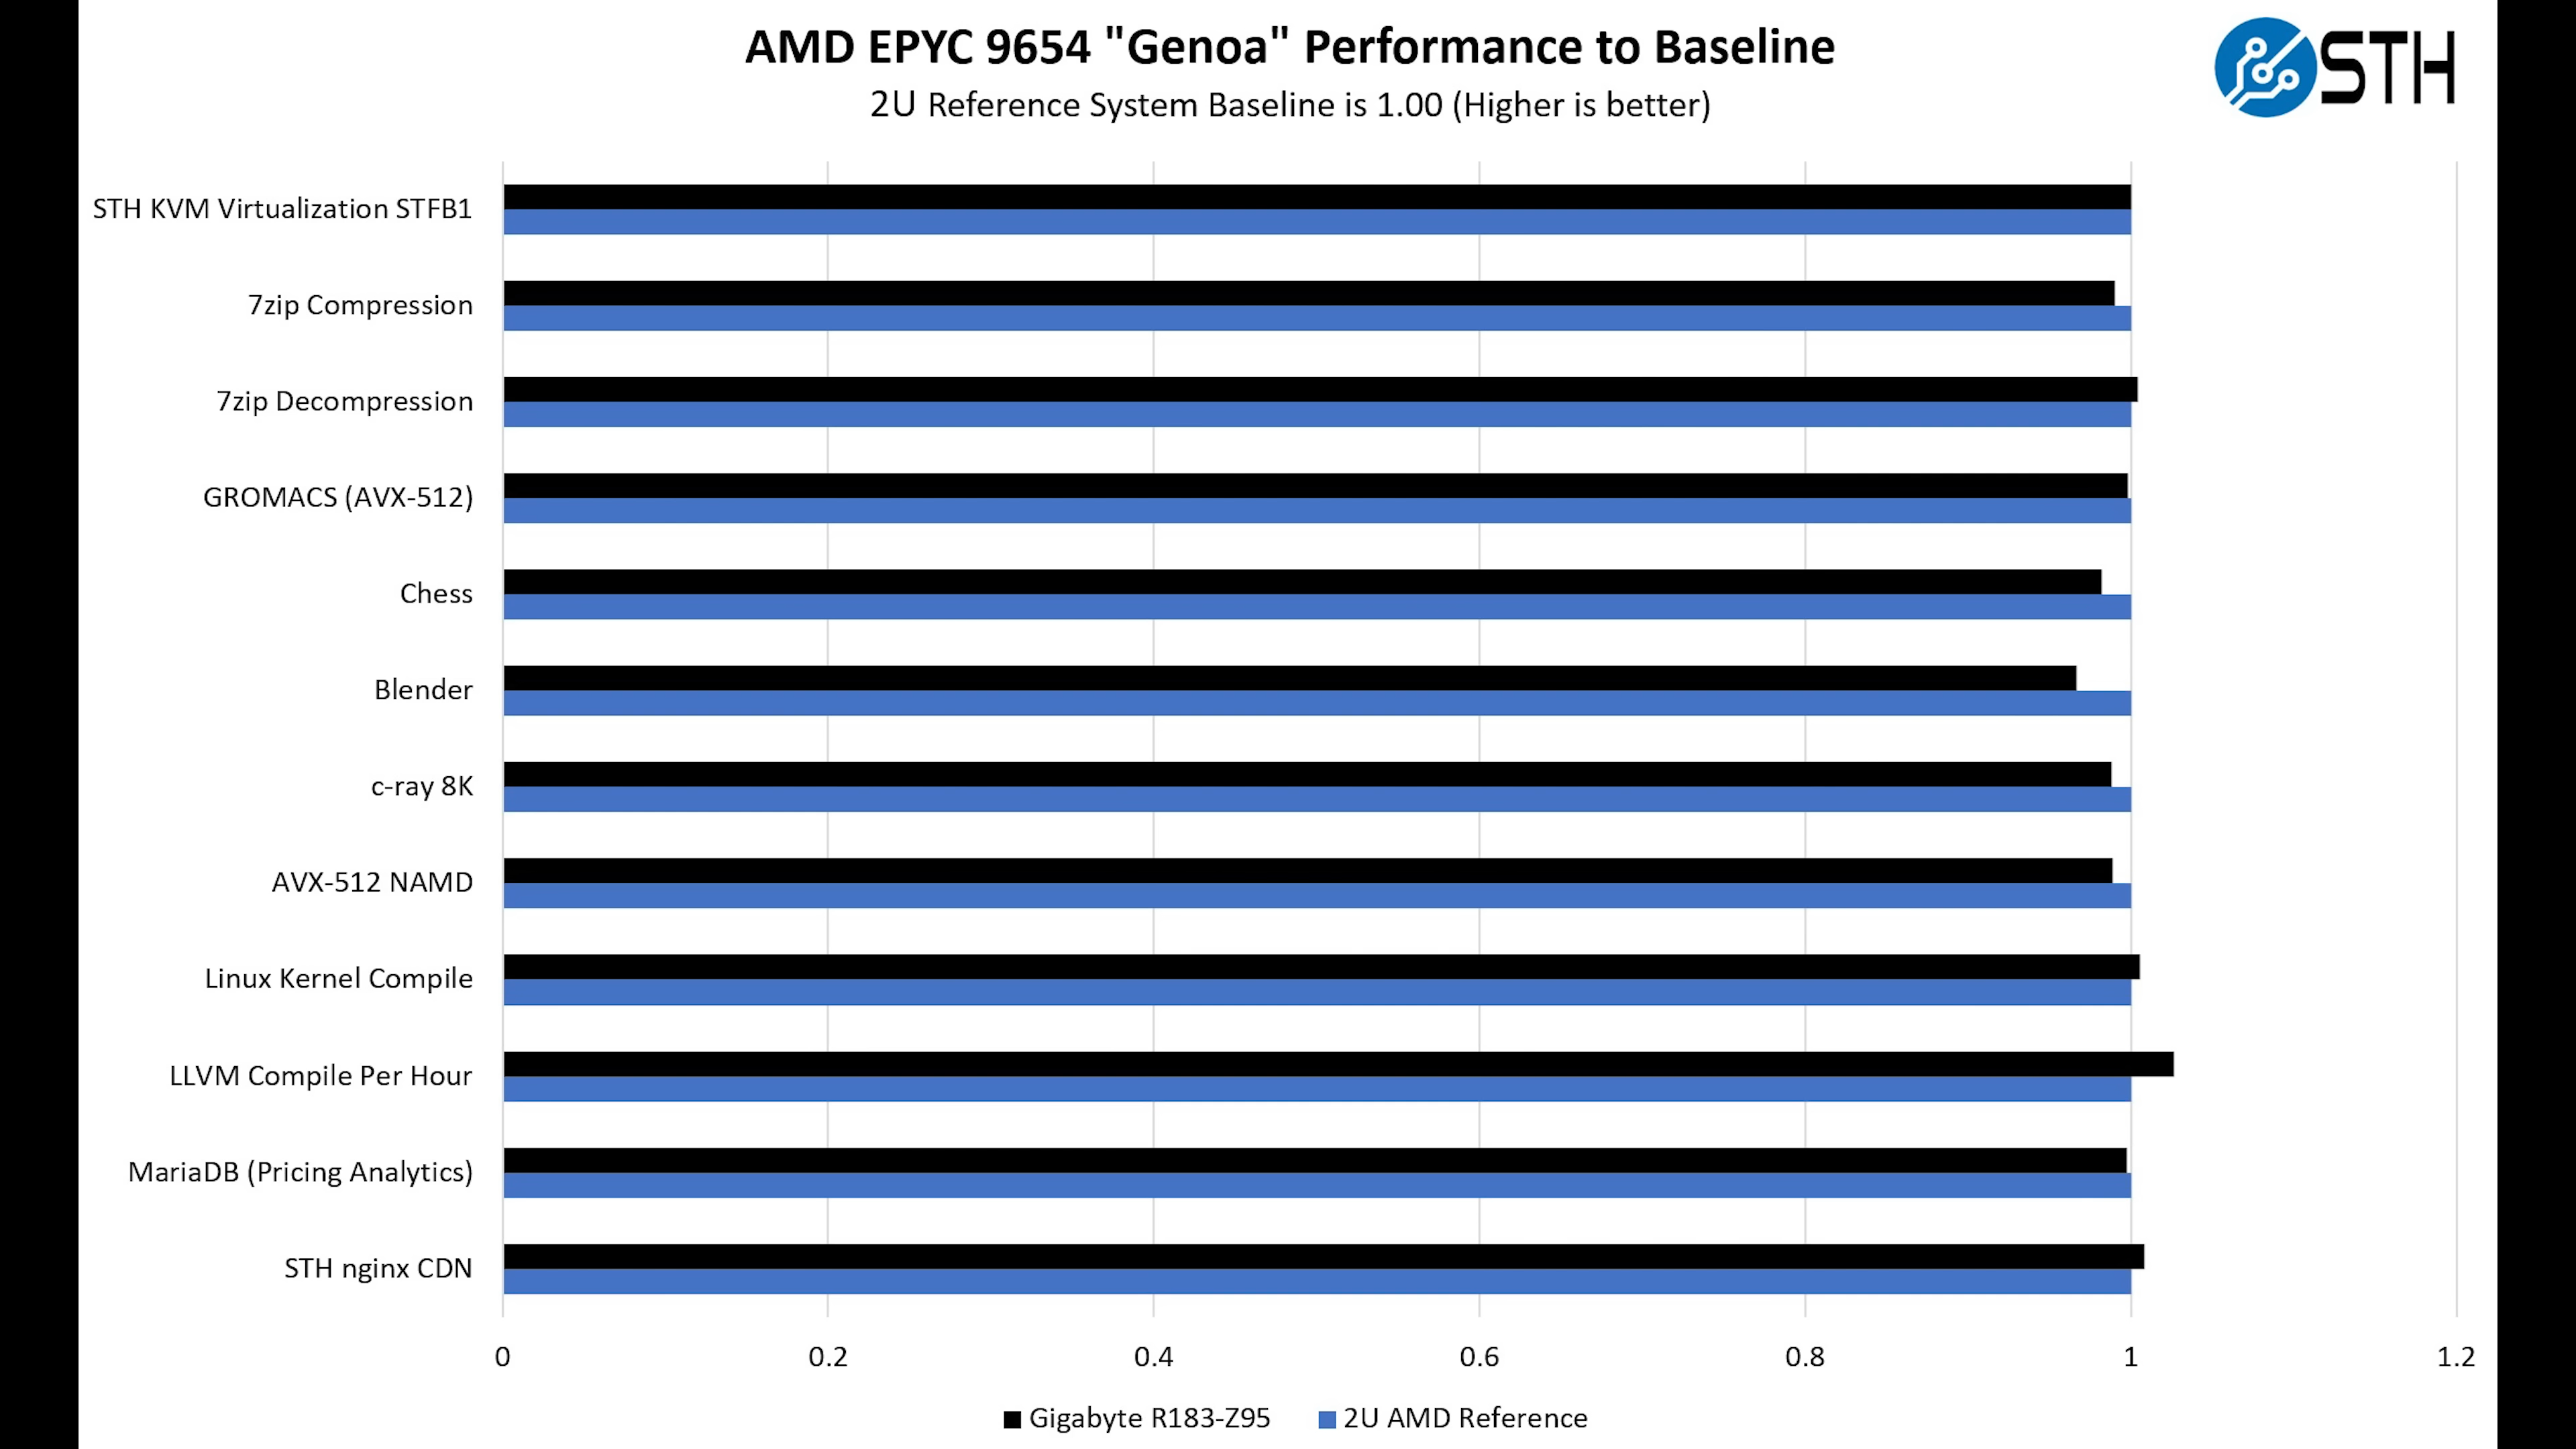 AMD EPYC 9654 "Genoa" Performance to Baseline
2U Reference System Baseline is 1.00 (Higher is better)
STH
STH KVM Virtualization STFB1
7zip Compression
7zip Decompression
GROMACS (AVX-512)
Chess
Blender
c-ray 8K
AVX-512 NAMD
Linux Kernel Compile
LLVM Compile Per Hour
MariaDB (Pricing Analytics)
STH nginx CDN
0 0.2 0.4 0.6 0.8 1 1.2
Gigabyte R183-Z95 2U AMD Reference